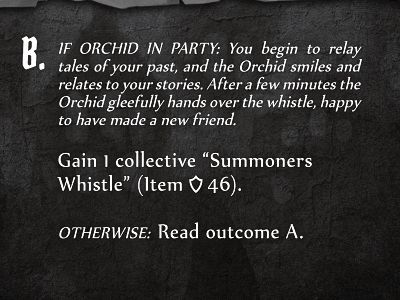 B. IF ORCHID IN PARTY: You begin to relay
tales of your past, and the Orchid smiles and
relates to your stories. After a few minutes the
Orchid gleefully hands over the whistle, happy
to have made a new friend.
Gain 1 collective “Summoners
Whistle” (Item 46).
OTHERWISE: Read outcome A.